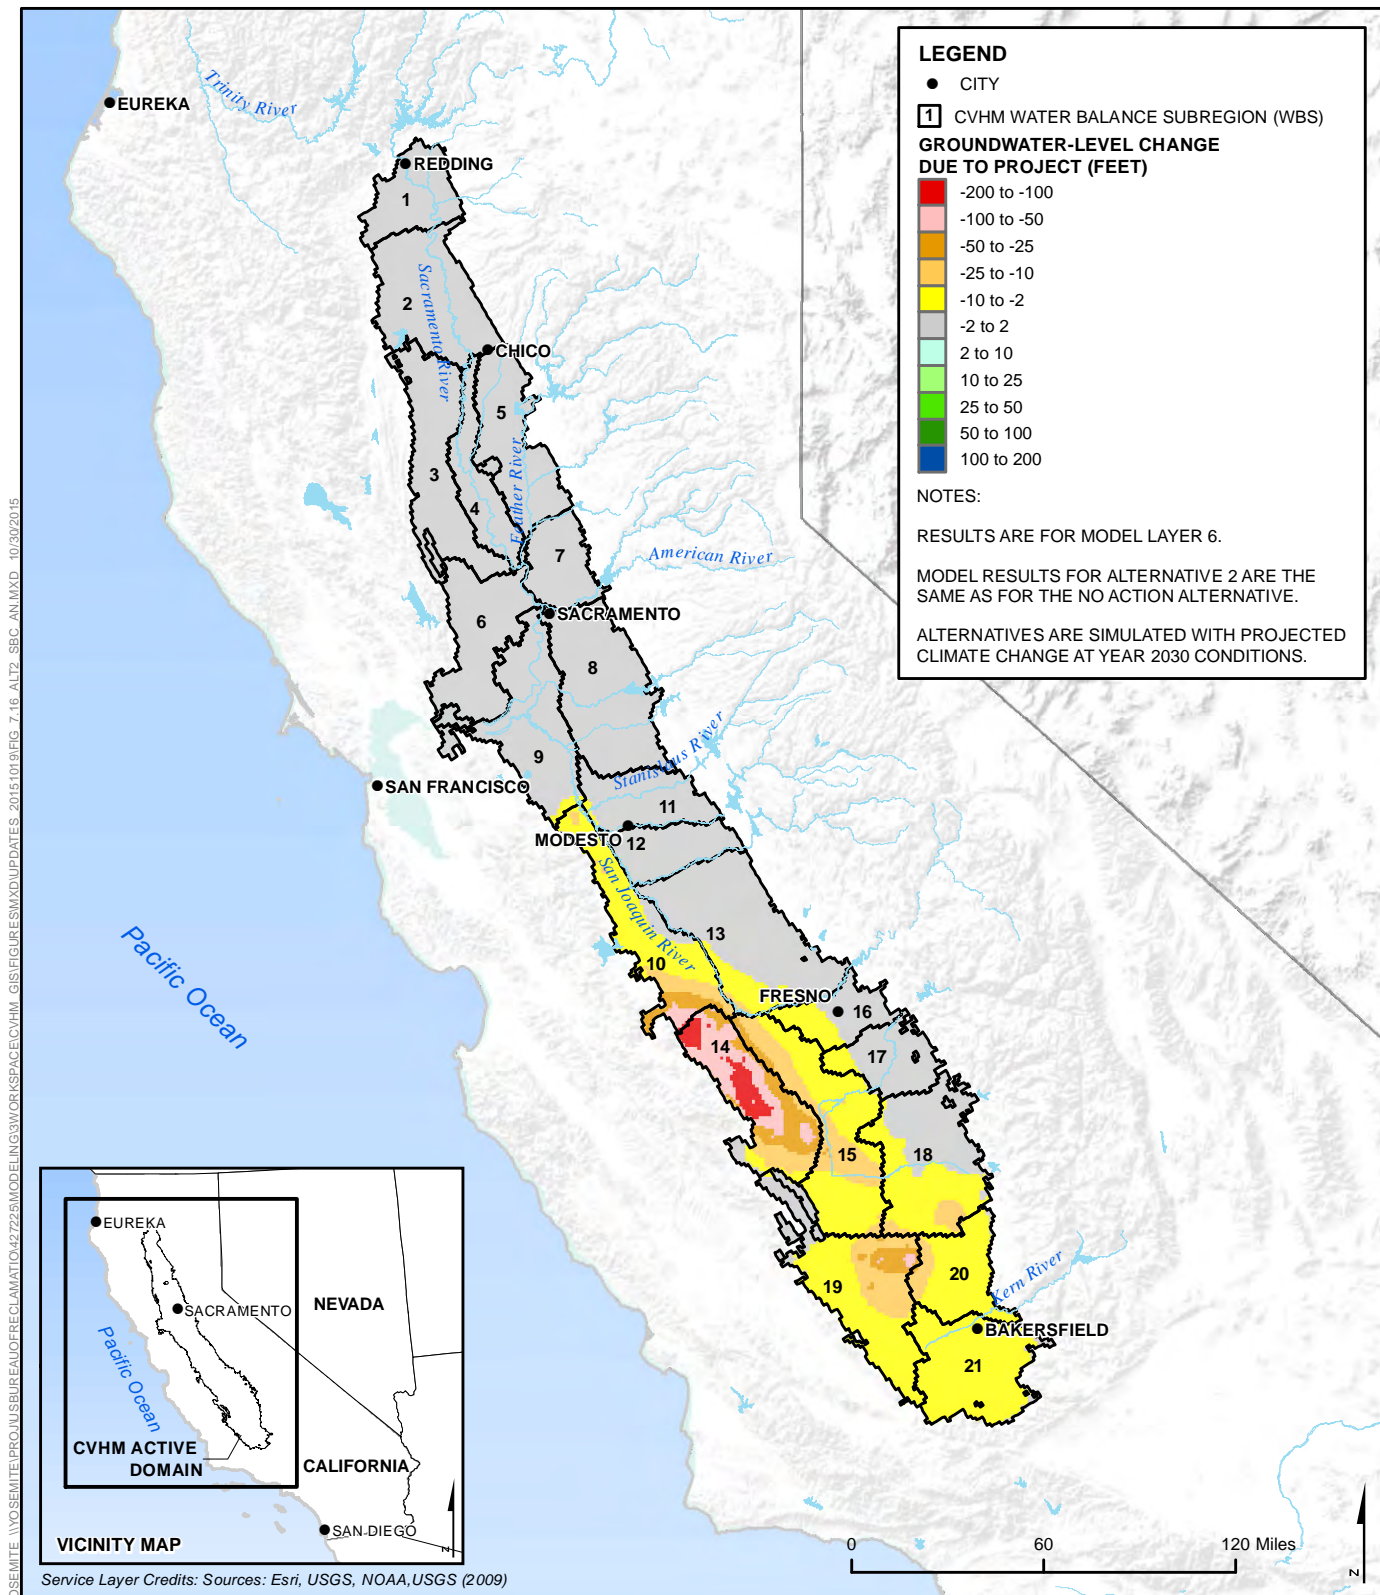 LEGEND
CITY
1 CVHM WATER BALANCE SUBREGION (WBS)
GROUNDWATER-LEVEL CHANGE
DUE TO PROJECT (FEET)
-200 to -100
-100 to -50
-50 to -25
-25 to -10
-10 to -2
-2 to 2
2 to 10
10 to 25
25 to 50
50 to 100
100 to 200
NOTES:
RESULTS ARE FOR MODEL LAYER 6.
MODEL RESULTS FOR ALTERNATIVE 2 ARE THE
SAME AS FOR THE NO ACTION ALTERNATIVE.
ALTERNATIVES ARE SIMULATED WITH PROJECTED
CLIMATE CHANGE AT YEAR 2030 CONDITIONS.
Trinity River
EUREKA
REDDING
1
Sacramento River
2
CHICO
5
3
Feather River
4
7
American River
SACRAMENTO
6
8
Stanislaus River
9
SAN FRANCISCO
11
MODESTO
12
San Joaquin River
13
10
Pacific Ocean
FRESNO
16
14
17
15
18
19
20
Kern River
BAKERSFIELD
21
EUREKA
SACRAMENTO
NEVADA
Pacific Ocean
CVHM ACTIVE
DOMAIN
CALIFORNIA
SAN DIEGO
VICINITY MAP
N
0 60 120 Miles
N
Service Layer Credits: Sources: Esri, USGS, NOAA,USGS (2009)